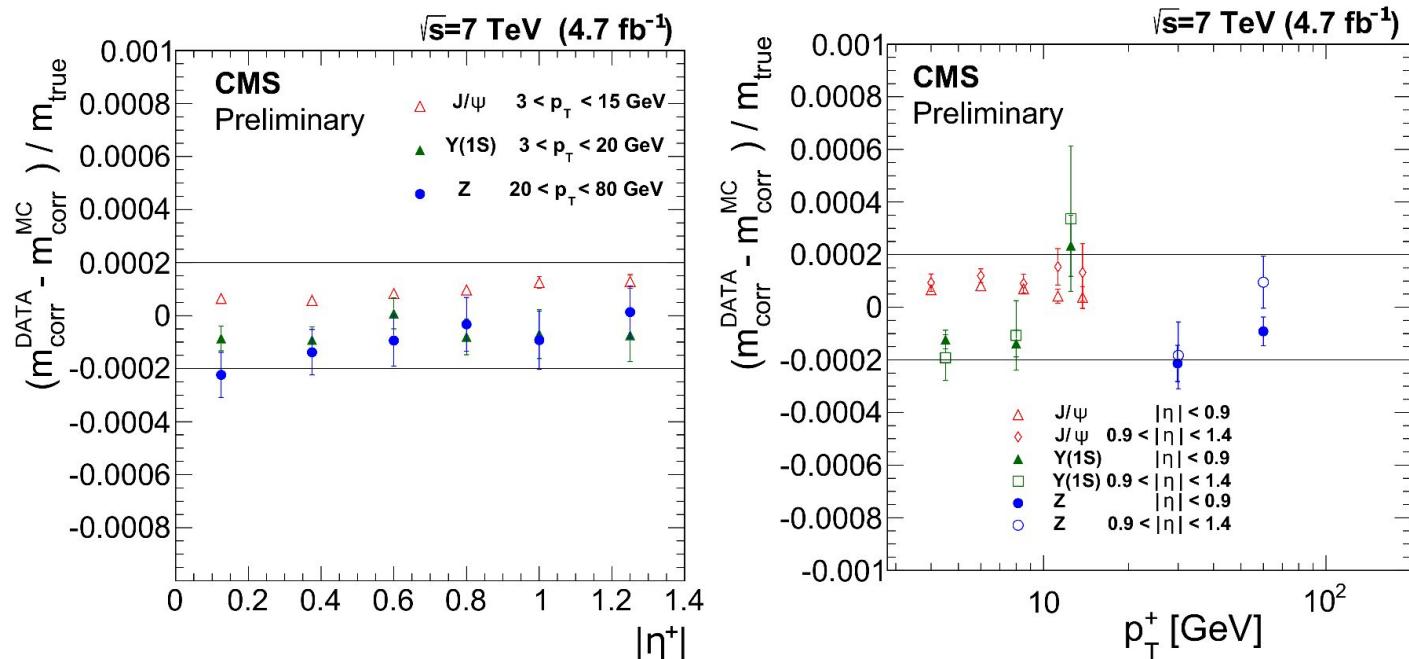 √s=7 TeV (4.7 fb⁻¹)
(m_corr^DATA - m_corr^MC) / m_true
0.001
0.0008
0.0006
0.0004
0.0002
0
-0.0002
-0.0004
-0.0006
-0.0008
CMS
Preliminary
J/ψ 3 < p_T < 15 GeV
Y(1S) 3 < p_T < 20 GeV
Z 20 < p_T < 80 GeV
0 0.2 0.4 0.6 0.8 1 1.2 1.4
|η⁺|
√s=7 TeV (4.7 fb⁻¹)
(m_corr^DATA - m_corr^MC) / m_true
0.001
0.0008
0.0006
0.0004
0.0002
0
-0.0002
-0.0004
-0.0006
-0.0008
-0.001
CMS
Preliminary
J/ψ |η| < 0.9
J/ψ 0.9 < |η| < 1.4
Y(1S) |η| < 0.9
Y(1S) 0.9 < |η| < 1.4
Z |η| < 0.9
Z 0.9 < |η| < 1.4
10 10²
p_T⁺ [GeV]